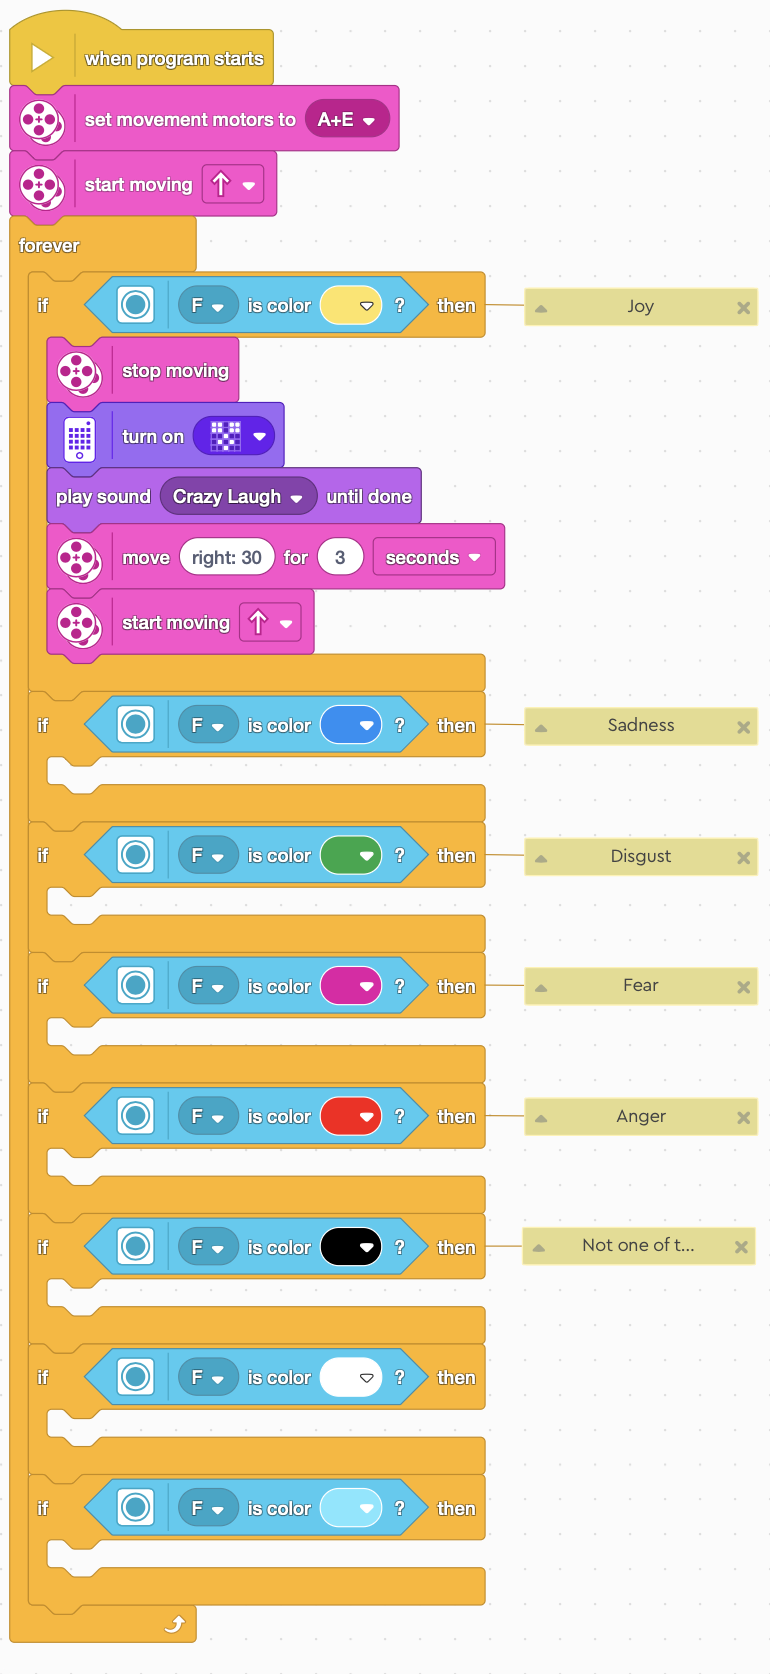 when program starts
set movement motors to A+E
start moving
forever
if F is color ? then Joy
stop moving
turn on
play sound Crazy Laugh until done
move right: 30 for 3 seconds
start moving
if F is color ? then Sadness
if F is color ? then Disgust
if F is color ? then Fear
if F is color ? then Anger
if F is color ? then Not one of t...
if F is color ? then
if F is color ? then